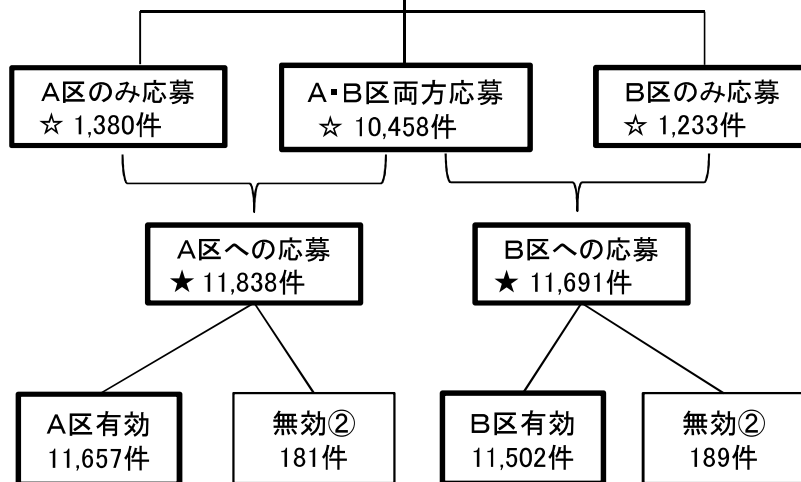 A区のみ応募
☆ 1,380件
A・B区両方応募
☆ 10,458件
B区のみ応募
☆ 1,233件
A区への応募
★ 11,838件
B区への応募
★ 11,691件
A区有効
11,657件
無効②
181件
B区有効
11,502件
無効②
189件